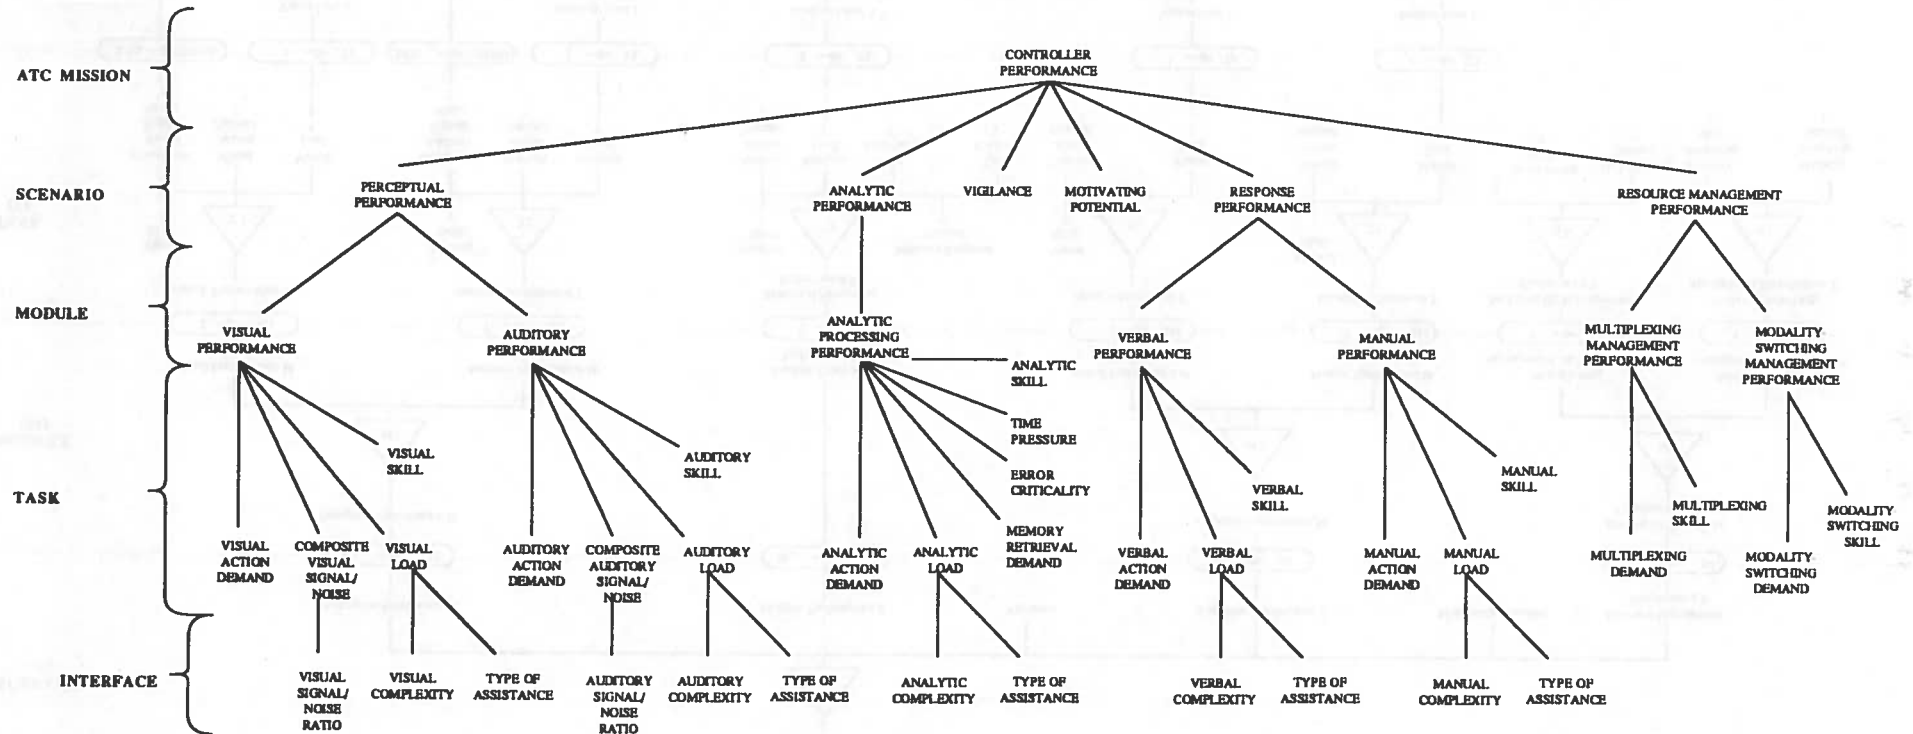 ATC MISSION
CONTROLLER
PERFORMANCE
SCENARIO
PERCEPTUAL
PERFORMANCE
ANALYTIC
PERFORMANCE
VIGILANCE
MOTIVATING
POTENTIAL
RESPONSE
PERFORMANCE
RESOURCE MANAGEMENT
PERFORMANCE
MODULE
VISUAL
PERFORMANCE
AUDITORY
PERFORMANCE
ANALYTIC
PROCESSING
PERFORMANCE
VERBAL
PERFORMANCE
MANUAL
PERFORMANCE
MULTIPLEXING
MANAGEMENT
PERFORMANCE
MODALITY-
SWITCHING
MANAGEMENT
PERFORMANCE
TASK
VISUAL
ACTION
DEMAND
COMPOSITE
VISUAL
SIGNAL/
NOISE
VISUAL
LOAD
VISUAL
SKILL
AUDITORY
ACTION
DEMAND
COMPOSITE
AUDITORY
SIGNAL/
NOISE
AUDITORY
LOAD
AUDITORY
SKILL
ANALYTIC
ACTION
DEMAND
ANALYTIC
LOAD
MEMORY
RETRIEVAL
DEMAND
ERROR
CRITICALITY
TIME
PRESSURE
ANALYTIC
SKILL
VERBAL
ACTION
DEMAND
VERBAL
LOAD
VERBAL
SKILL
MANUAL
ACTION
DEMAND
MANUAL
LOAD
MANUAL
SKILL
MULTIPLEXING
DEMAND
MULTIPLEXING
SKILL
MODALITY-
SWITCHING
DEMAND
MODALITY
SWITCHING
SKILL
INTERFACE
VISUAL
SIGNAL/
NOISE
RATIO
VISUAL
COMPLEXITY
TYPE OF
ASSISTANCE
AUDITORY
SIGNAL/
NOISE
RATIO
AUDITORY
COMPLEXITY
TYPE OF
ASSISTANCE
ANALYTIC
COMPLEXITY
TYPE OF
ASSISTANCE
VERBAL
COMPLEXITY
TYPE OF
ASSISTANCE
MANUAL
COMPLEXITY
TYPE OF
ASSISTANCE